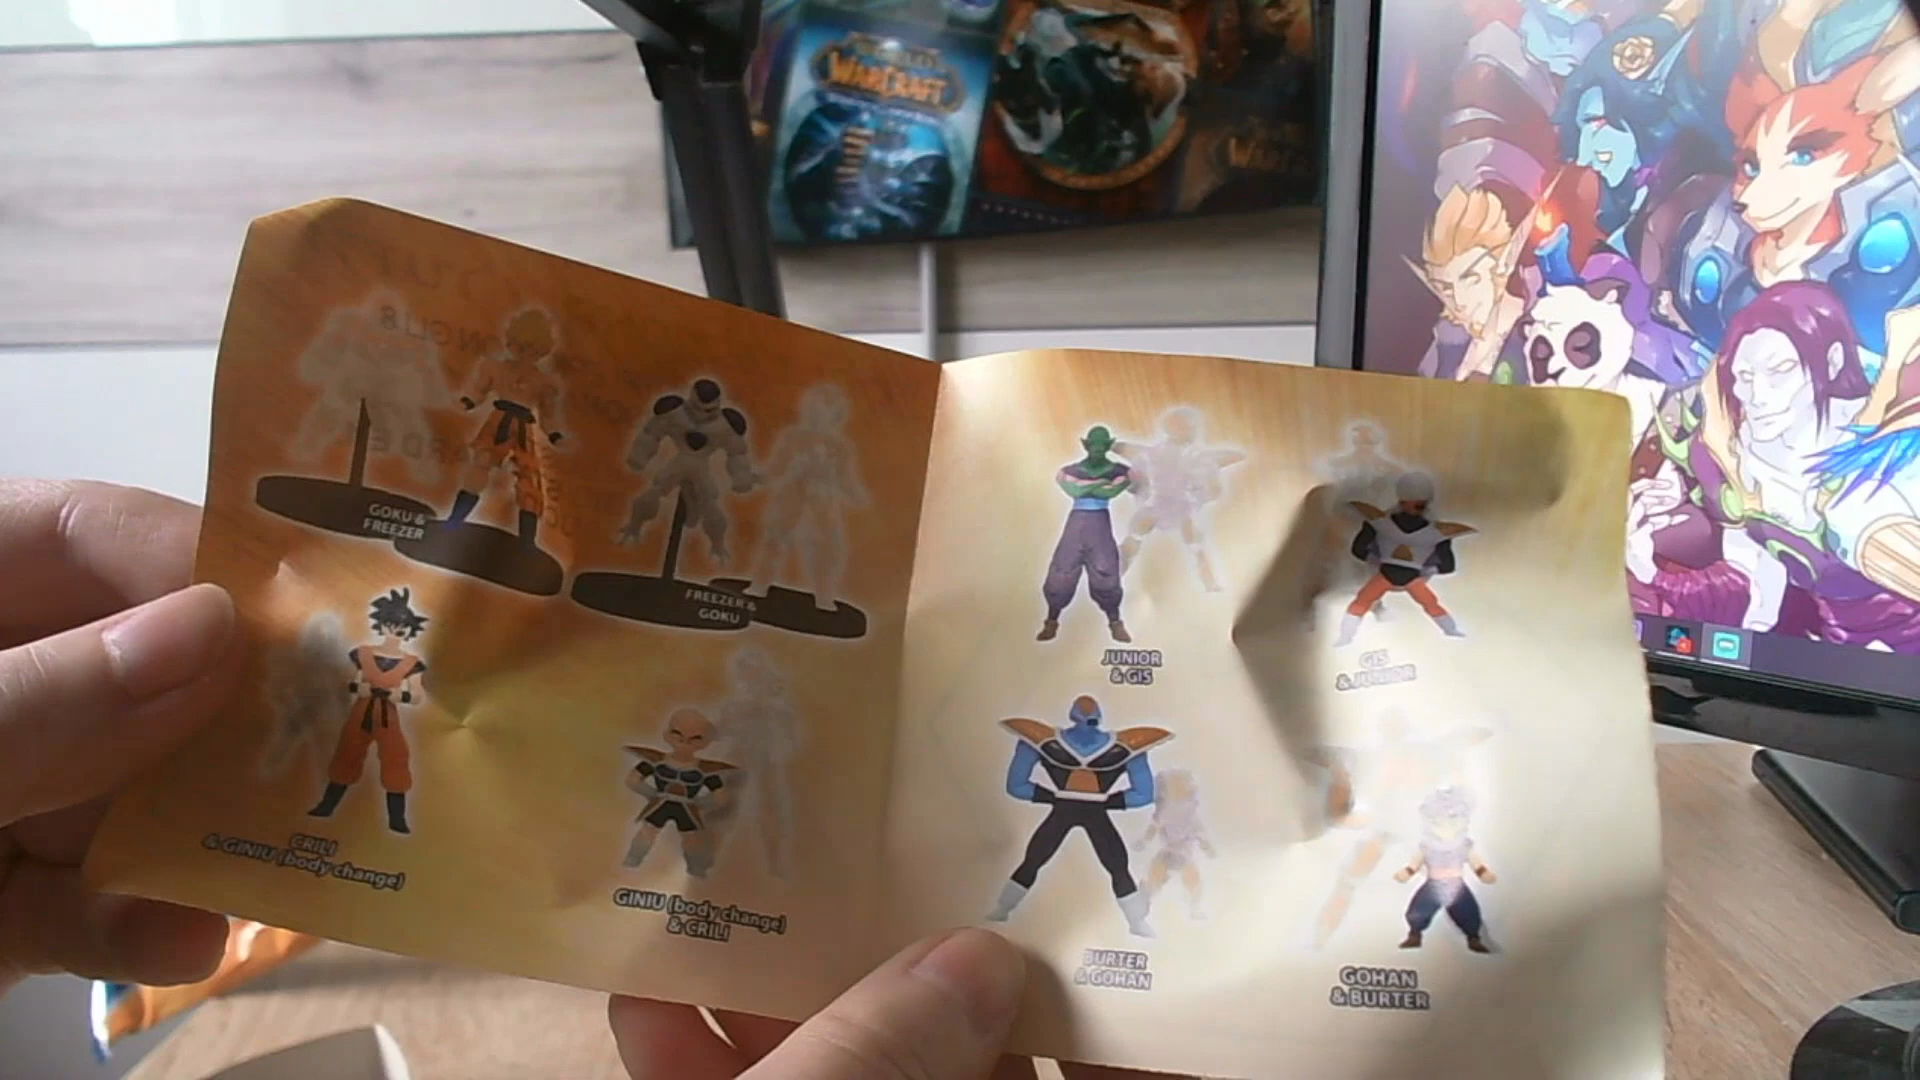 WARCRAFT
GOKU &
FREEZER
FREEZER &
GOKU
CRILI
& GINIU (body change)
GINIU (body change)
& CRILI
JUNIOR
& GIS
GIS
& JUNIOR
BURTER
& GOHAN
GOHAN
& BURTER